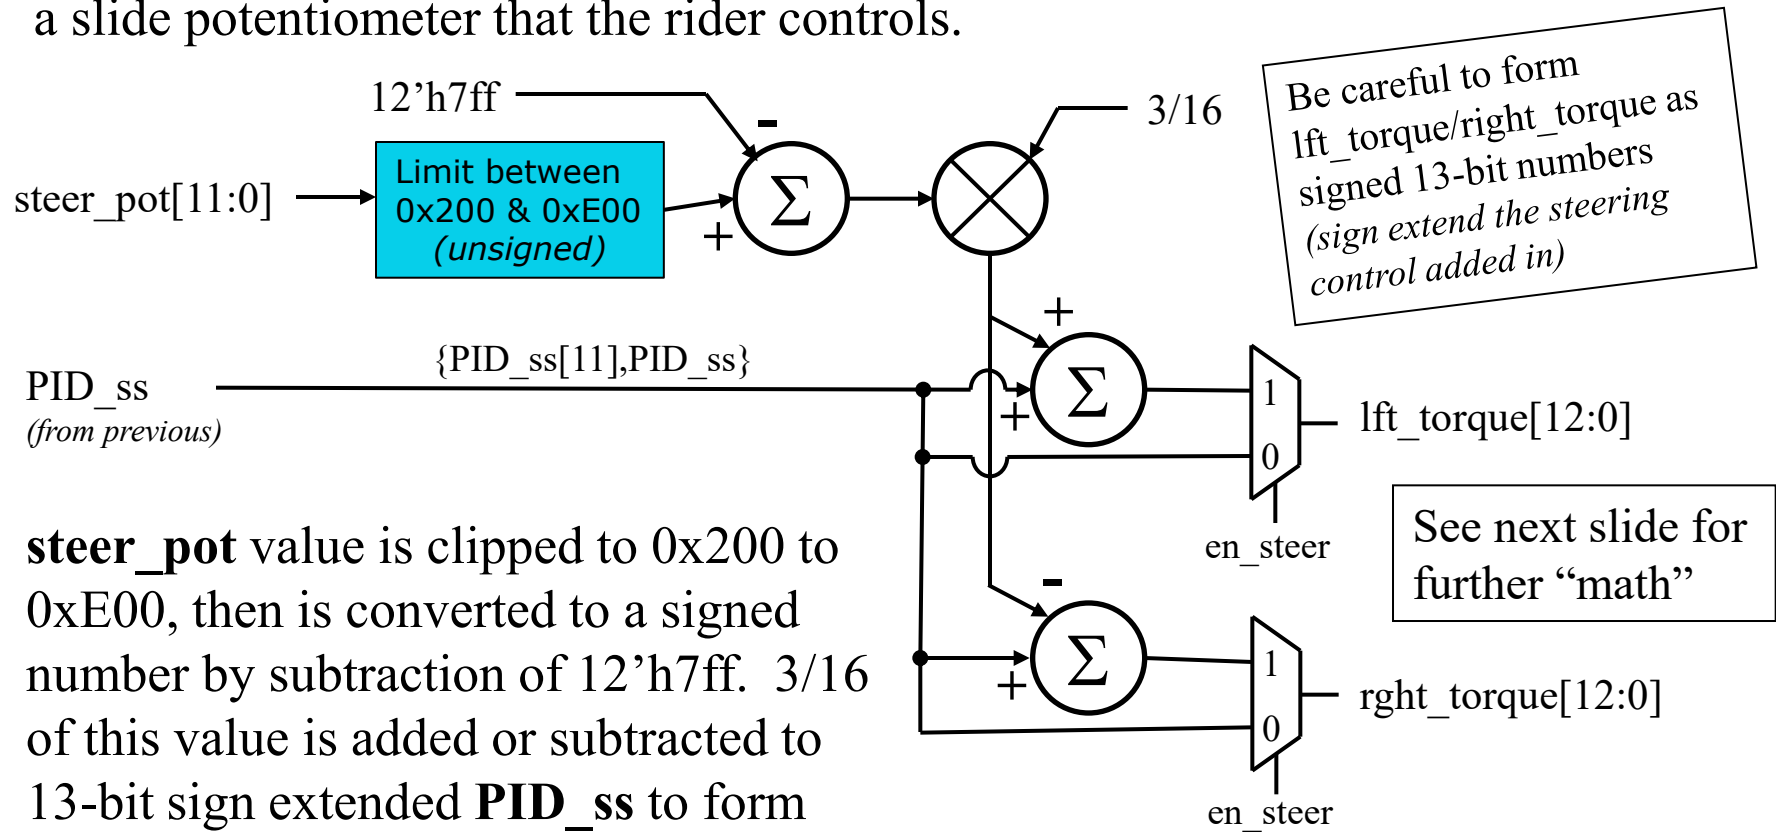 a slide potentiometer that the rider controls.
12’h7ff
-
3/16
Be careful to form
lft_torque/right_torque as
signed 13-bit numbers
(sign extend the steering
control added in)
steer_pot[11:0]
Limit between
0x200 & 0xE00
(unsigned)
+
Σ
+
PID_ss
(from previous)
{PID_ss[11],PID_ss}
+
Σ
1
0
lft_torque[12:0]
en_steer
See next slide for
further “math”
steer_pot value is clipped to 0x200 to
0xE00, then is converted to a signed
number by subtraction of 12’h7ff.  3/16
of this value is added or subtracted to
13-bit sign extended PID_ss to form
-
+
Σ
1
0
rght_torque[12:0]
en_steer